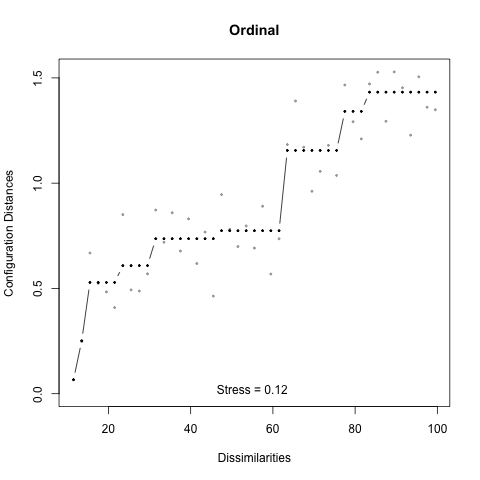 Ordinal
Configuration Distances
1.5
1.0
0.5
0.0
Stress = 0.12
20 40 60 80 100
Dissimilarities